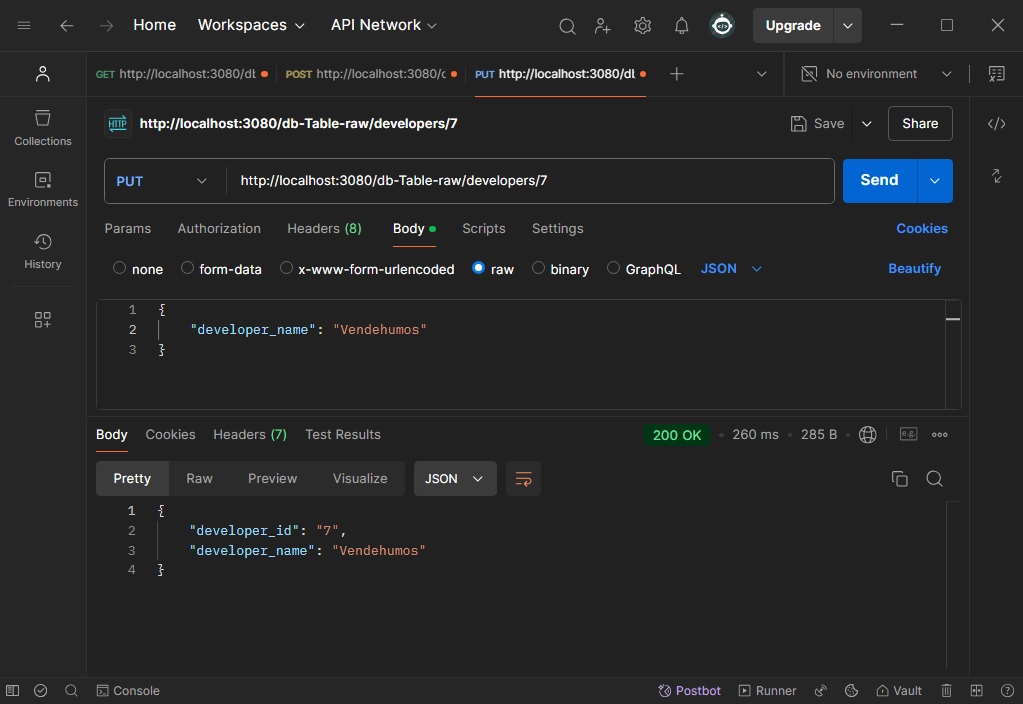 Home Workspaces API Network Upgrade
GET http://localhost:3080/dl POST http://localhost:3080/c PUT http://localhost:3080/dl No environment
HTTP http://localhost:3080/db-Table-raw/developers/7 Save Share
Collections
PUT http://localhost:3080/db-Table-raw/developers/7 Send
Environments
Params Authorization Headers (8) Body Scripts Settings Cookies
History
none form-data x-www-form-urlencoded raw binary GraphQL JSON Beautify
1 {
2 "developer_name": "Vendehumos"
3 }
Body Cookies Headers (7) Test Results 200 OK 260 ms 285 B e.g.
Pretty Raw Preview Visualize JSON
1 {
2 "developer_id": "7",
3 "developer_name": "Vendehumos"
4 }
Console Postbot Runner Vault